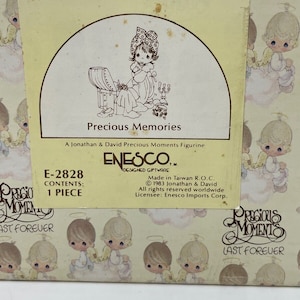 Precious Memories
A Jonathan & David Precious Moments Figurine
ENESCO™
DESIGNED GIFTWARE
E-2828
CONTENTS:
1 PIECE
Made in Taiwan R.O.C.
© 1983 Jonathan & David
All rights reserved worldwide.
Licensee: Enesco Imports Corp.
PRECIOUS
MOMENTS
LAST FOREVER
PRECIOUS
MOMENTS
LAST FOREVER